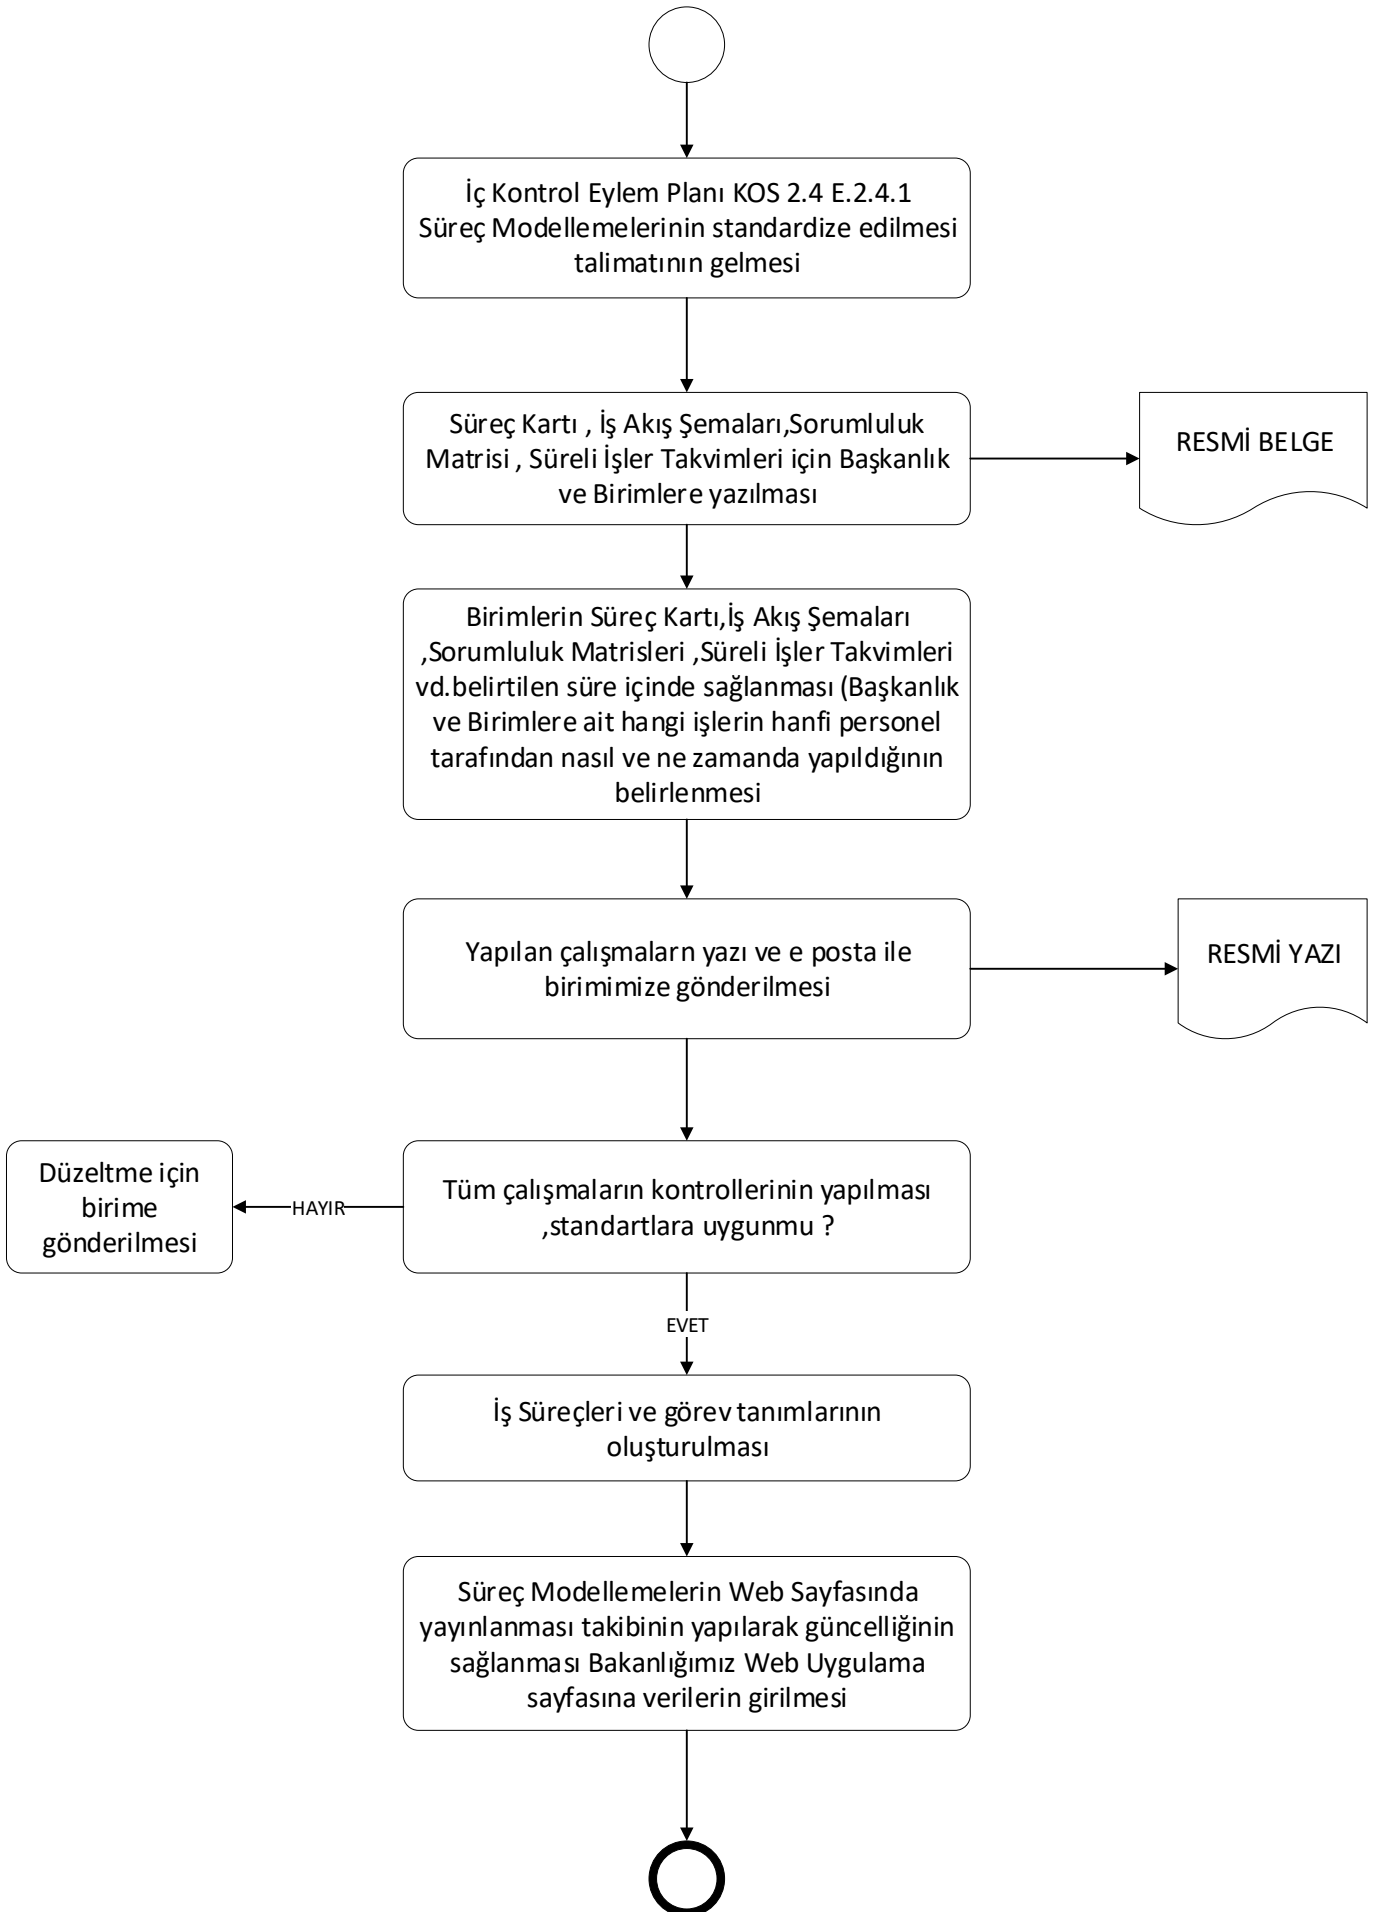 İç Kontrol Eylem Planı KOS 2.4 E.2.4.1
Süreç Modellemelerinin standardize edilmesi
talimatının gelmesi
Süreç Kartı , İş Akış Şemaları,Sorumluluk
Matrisi , Süreli İşler Takvimleri için Başkanlık
ve Birimlere yazılması
RESMİ BELGE
Birimlerin Süreç Kartı,İş Akış Şemaları
,Sorumluluk Matrisleri ,Süreli İşler Takvimleri
vd.belirtilen süre içinde sağlanması (Başkanlık
ve Birimlere ait hangi işlerin hanfi personel
tarafından nasıl ve ne zamanda yapıldığının
belirlenmesi
Yapılan çalışmalarn yazı ve e posta ile
birimimize gönderilmesi
RESMİ YAZI
Tüm çalışmaların kontrollerinin yapılması
,standartlara uygunmu ?
HAYIR
Düzeltme için
birime
gönderilmesi
EVET
İş Süreçleri ve görev tanımlarının
oluşturulması
Süreç Modellemelerin Web Sayfasında
yayınlanması takibinin yapılarak güncelliğinin
sağlanması Bakanlığımız Web Uygulama
sayfasına verilerin girilmesi